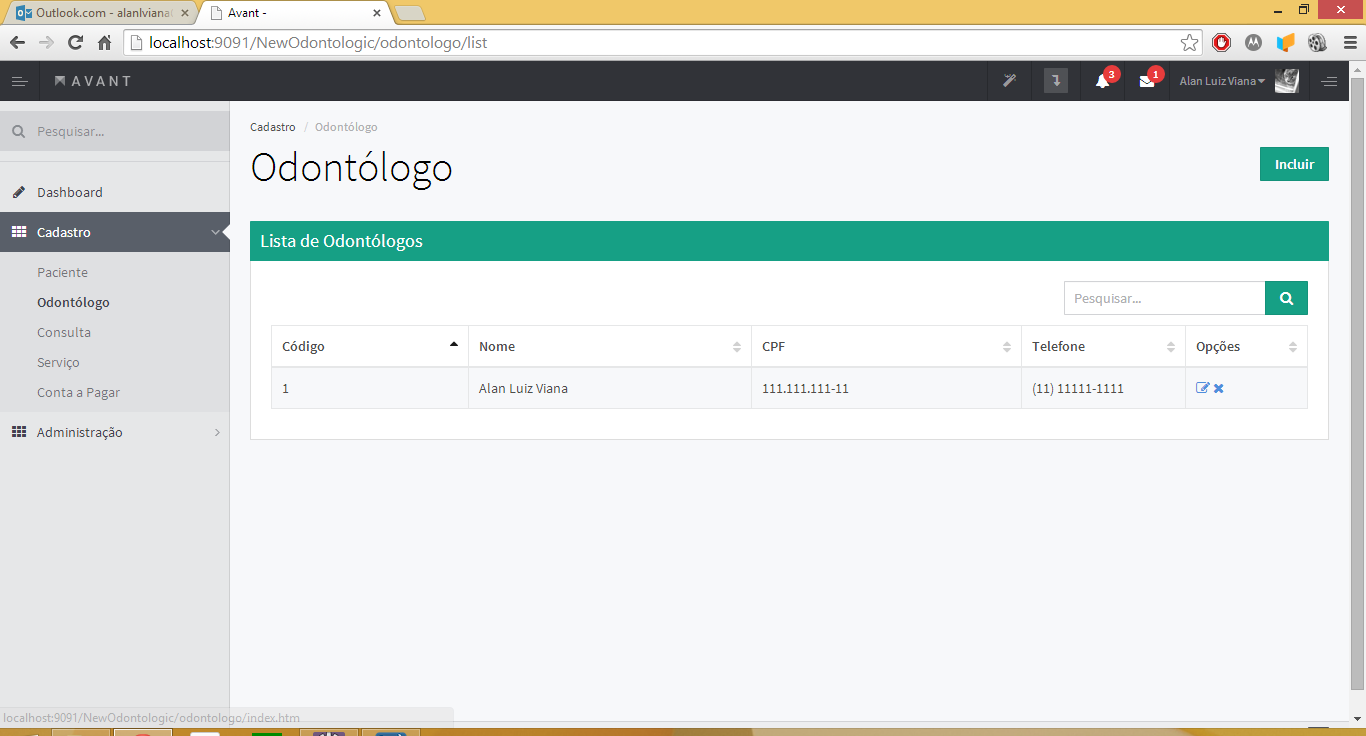 Outlook.com - alanlviana
Avant -
localhost:9091/NewOdontologic/odontologo/list
AVANT
3
1
Alan Luiz Viana
Pesquisar...
Dashboard
Cadastro
Paciente
Odontólogo
Consulta
Serviço
Conta a Pagar
Administração
Cadastro / Odontólogo
Odontólogo
Incluir
Lista de Odontólogos
Pesquisar...
Código Nome CPF Telefone Opções
1 Alan Luiz Viana 111.111.111-11 (11) 11111-1111
localhost:9091/NewOdontologic/odontologo/index.htm